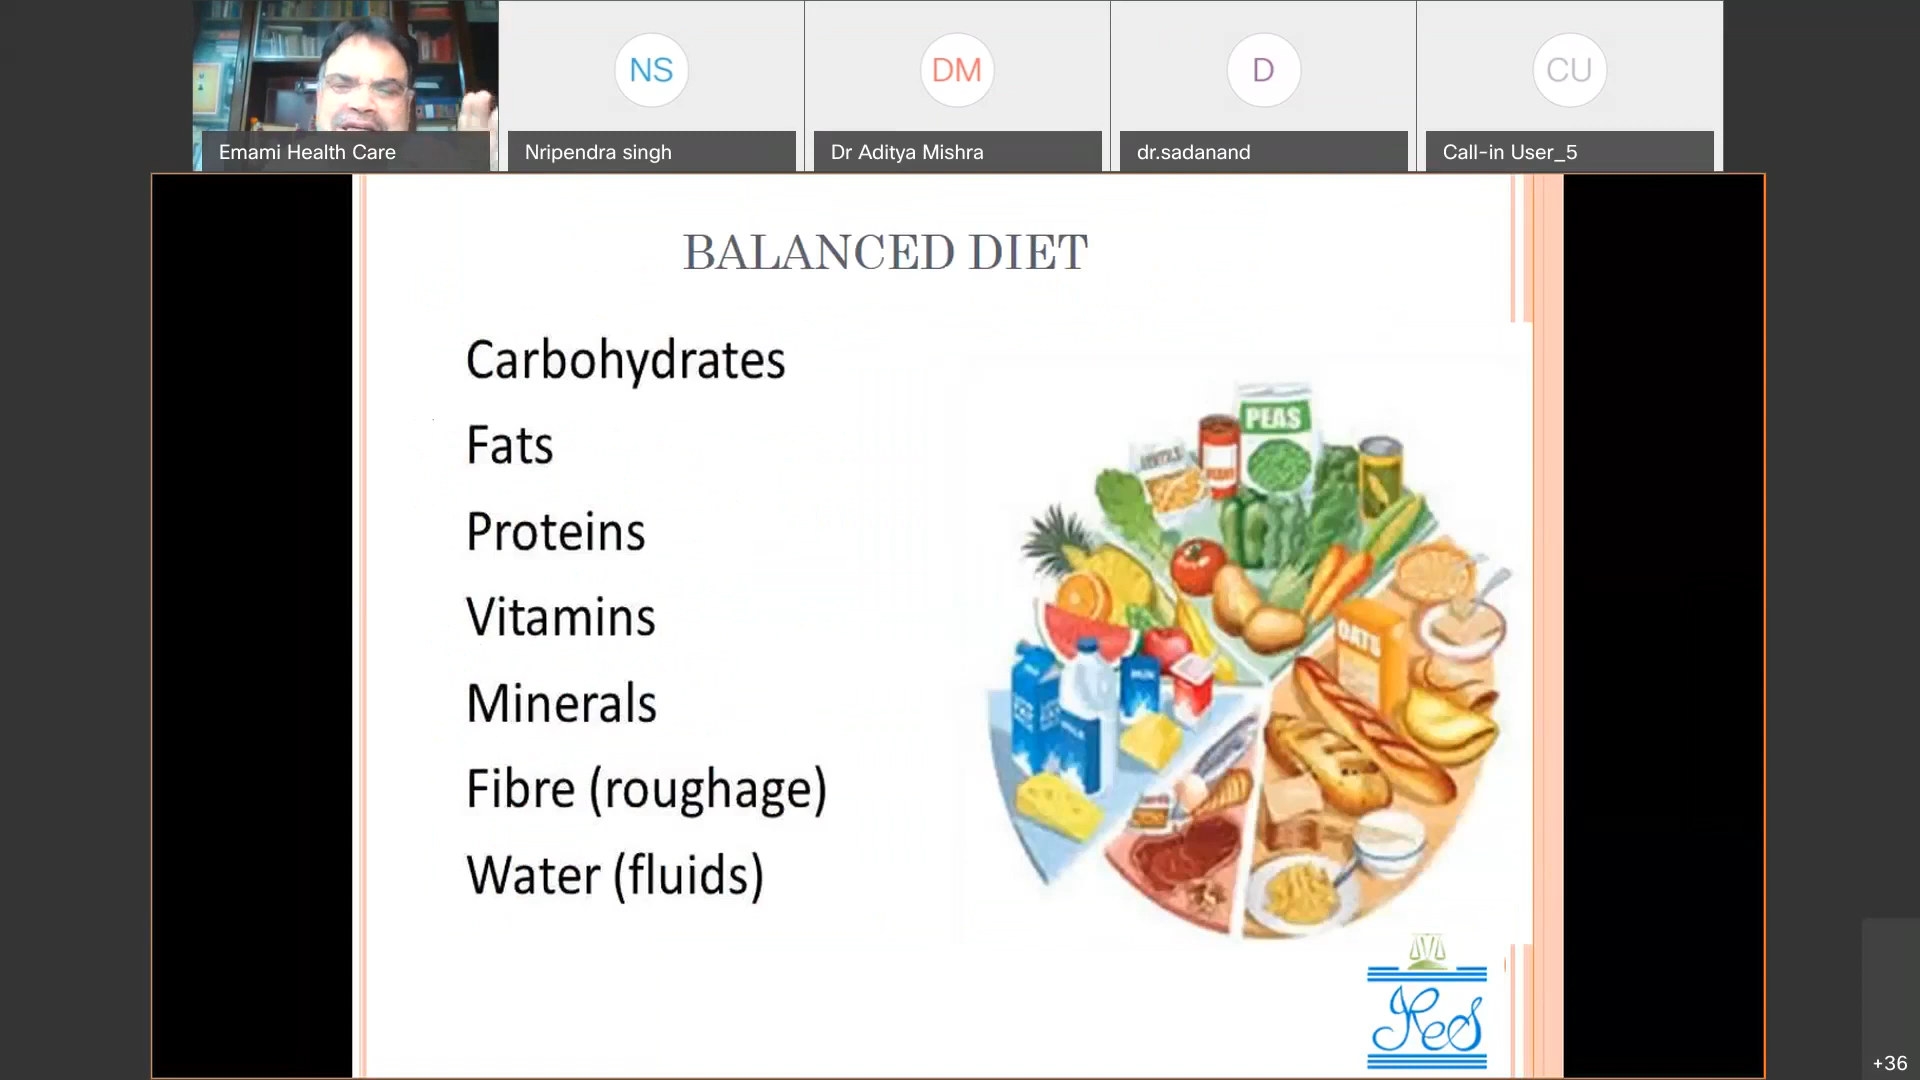 NS
DM
D
CU
Emami Health Care
Nripendra singh
Dr Aditya Mishra
dr.sadanand
Call-in User_5
BALANCED DIET
Carbohydrates
Fats
Proteins
Vitamins
Minerals
Fibre (roughage)
Water (fluids)
PEAS
OATS
+36